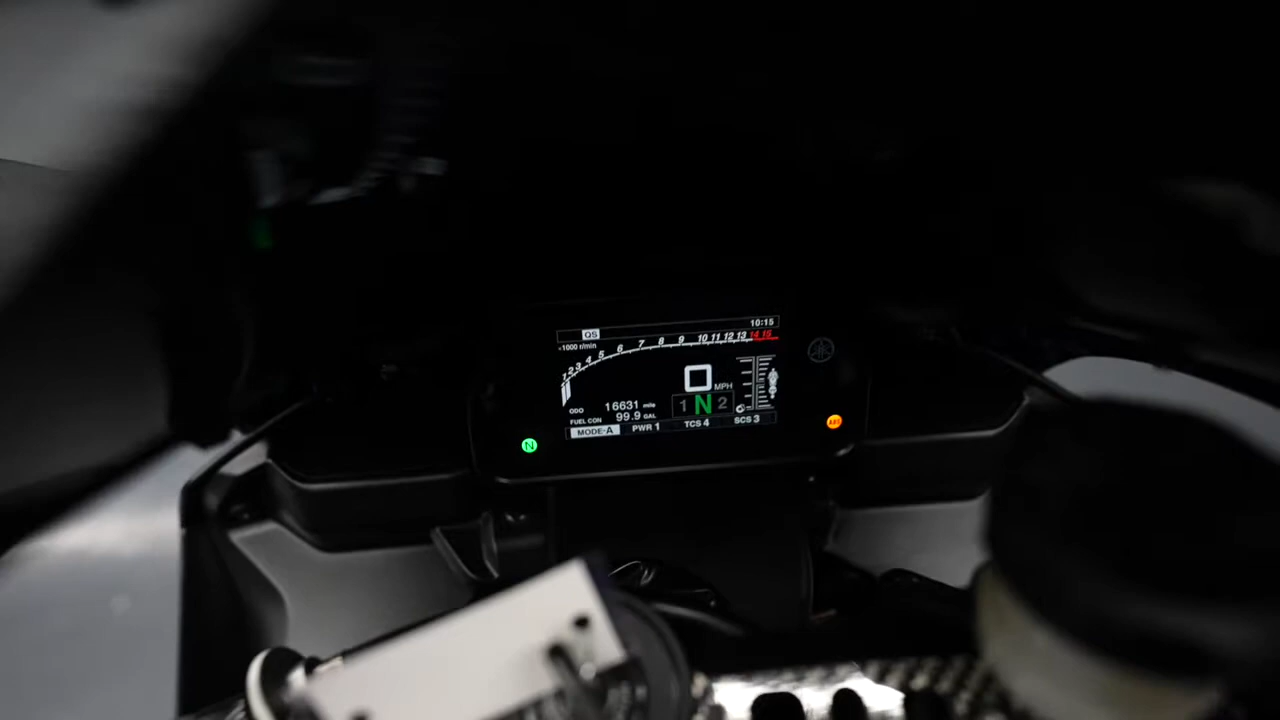 QS 10:15
×1000 r/min
1 2 3 4 5 6 7 8 9 10 11 12 13 14 15
0 MPH
ODO 16631 mile
1 N 2
FUEL CON 99.9 GAL
MODE-A PWR 1 TCS 4 SCS 3
N
ABS